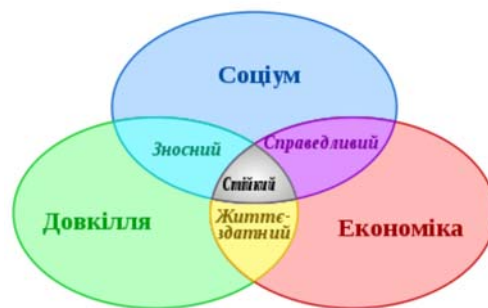 Соціум
Зносний
Справедливий
Стійкий
Довкілля
Життє-
здатний
Економіка